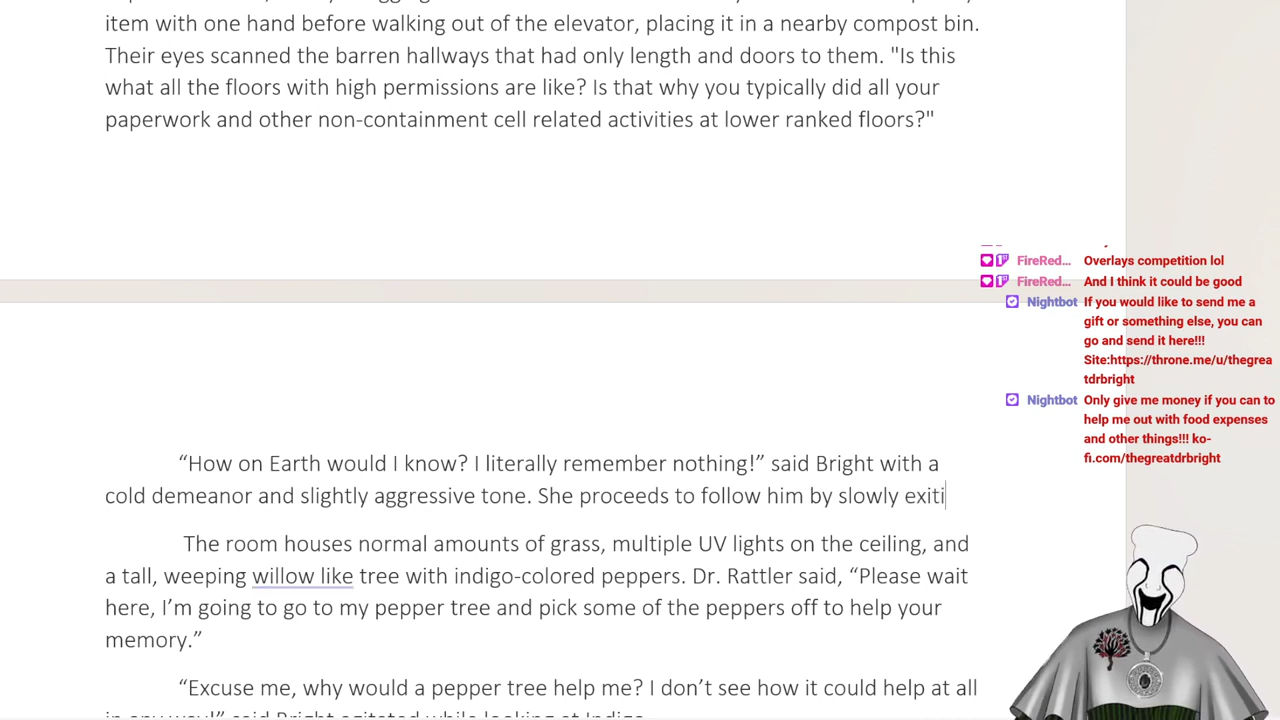 item with one hand before walking out of the elevator, placing it in a nearby compost bin.
Their eyes scanned the barren hallways that had only length and doors to them. "Is this
what all the floors with high permissions are like? Is that why you typically did all your
paperwork and other non-containment cell related activities at lower ranked floors?"
FireRed... Overlays competition lol
FireRed... And I think it could be good
Nightbot If you would like to send me a
gift or something else, you can
go and send it here!!!
Site:https://throne.me/u/thegrea
tdrbright
Nightbot Only give me money if you can to
help me out with food expenses
and other things!!! ko-
fi.com/thegreatdrbright
“How on Earth would I know? I literally remember nothing!” said Bright with a
cold demeanor and slightly aggressive tone. She proceeds to follow him by slowly exiti
The room houses normal amounts of grass, multiple UV lights on the ceiling, and
a tall, weeping willow like tree with indigo-colored peppers. Dr. Rattler said, “Please wait
here, I’m going to go to my pepper tree and pick some of the peppers off to help your
memory.”
“Excuse me, why would a pepper tree help me? I don’t see how it could help at all
in any way!” said Bright agitated while looking at Indigo